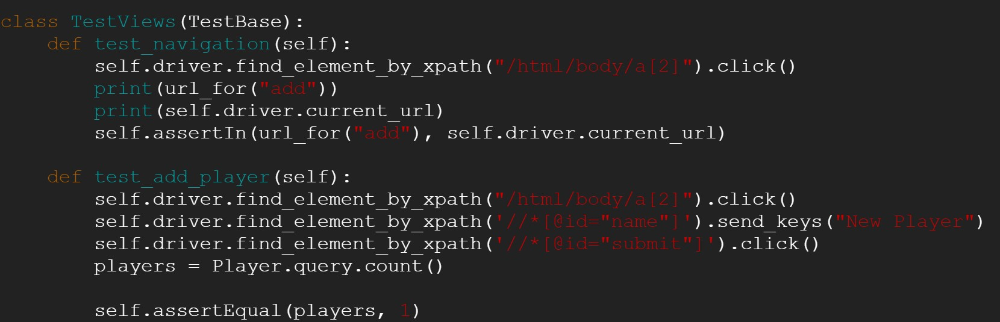 class TestViews(TestBase):
    def test_navigation(self):
        self.driver.find_element_by_xpath("/html/body/a[2]").click()
        print(url_for("add"))
        print(self.driver.current_url)
        self.assertIn(url_for("add"), self.driver.current_url)

    def test_add_player(self):
        self.driver.find_element_by_xpath("/html/body/a[2]").click()
        self.driver.find_element_by_xpath('//*[@id="name"]').send_keys("New Player")
        self.driver.find_element_by_xpath('//*[@id="submit"]').click()
        players = Player.query.count()

        self.assertEqual(players, 1)